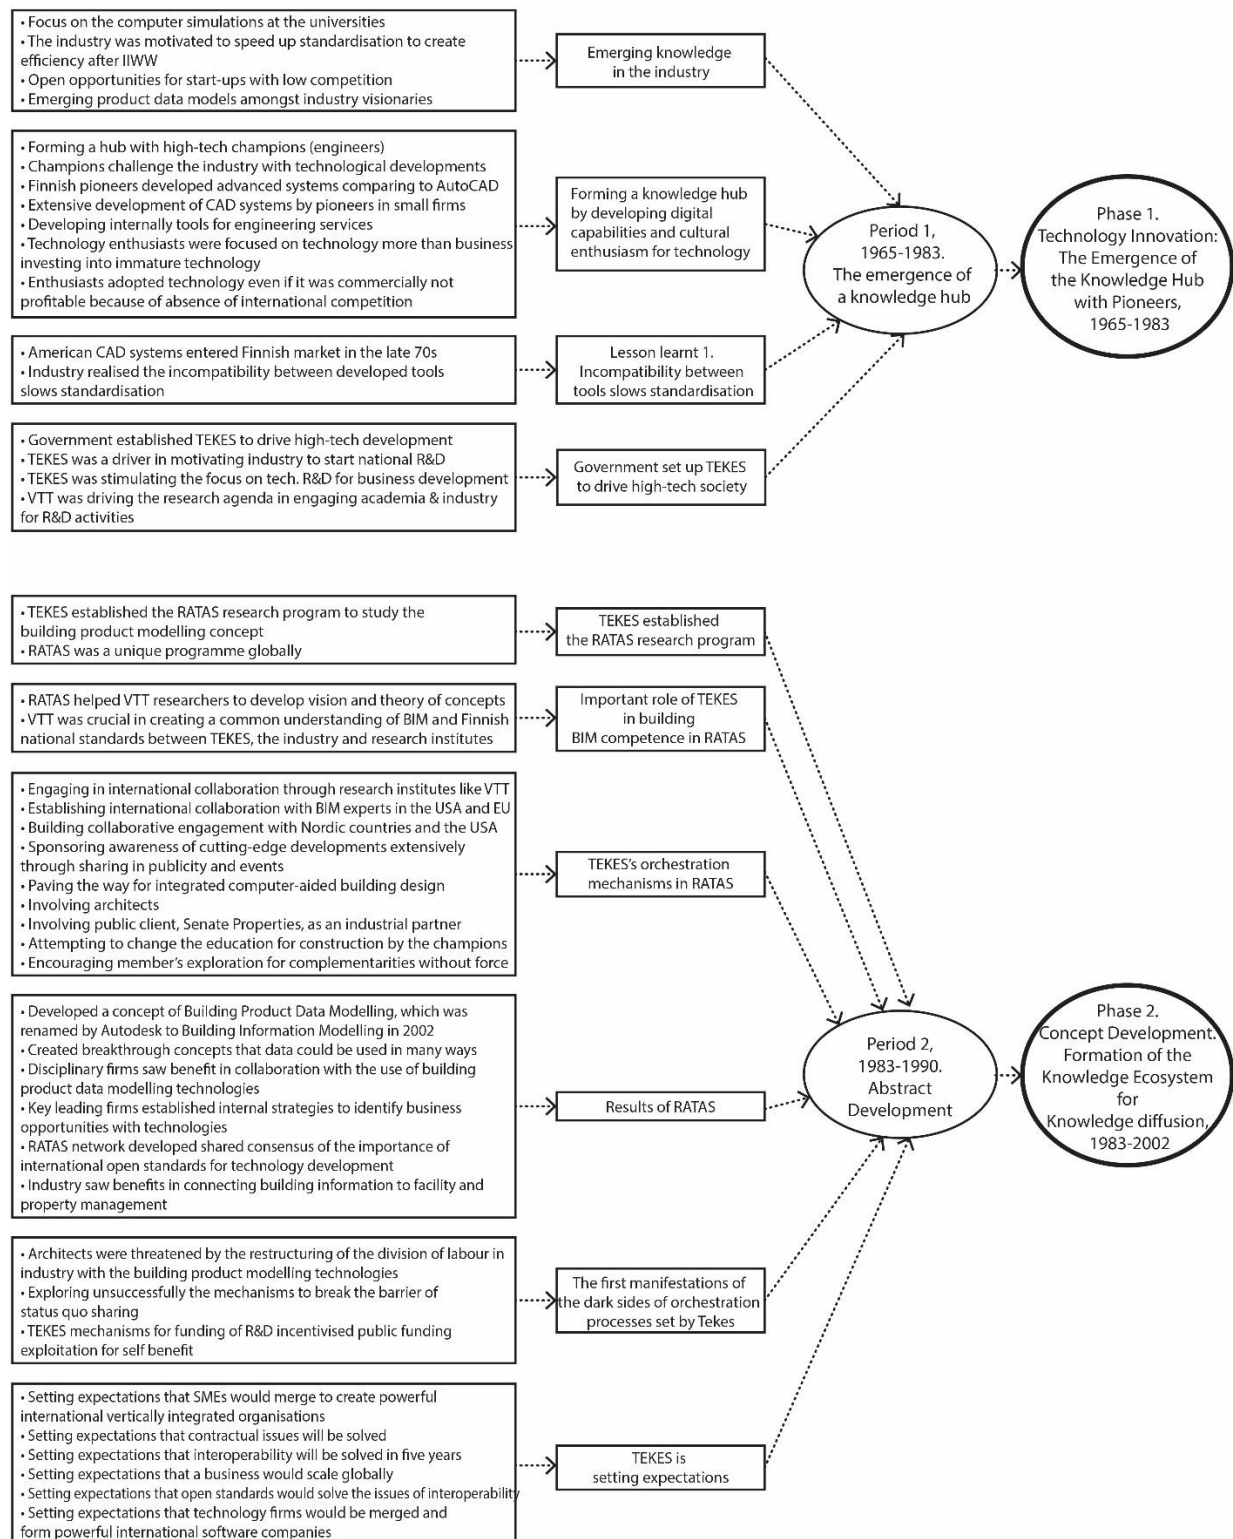 • Focus on the computer simulations at the universities
• The industry was motivated to speed up standardisation to create
efficiency after IIWW
• Open opportunities for start-ups with low competition
• Emerging product data models amongst industry visionaries
Emerging knowledge
in the industry
• Forming a hub with high-tech champions (engineers)
• Champions challenge the industry with technological developments
• Finnish pioneers developed advanced systems comparing to AutoCAD
• Extensive development of CAD systems by pioneers in small firms
• Developing internally tools for engineering services
• Technology enthusiasts were focused on technology more than business
investing into immature technology
• Enthusiasts adopted technology even if it was commercially not
profitable because of absence of international competition
Forming a knowledge hub
by developing digital
capabilities and cultural
enthusiasm for technology
• American CAD systems entered Finnish market in the late 70s
• Industry realised the incompatibility between developed tools
slows standardisation
Lesson learnt 1.
Incompatibility between
tools slows standardisation
• Government established TEKES to drive high-tech development
• TEKES was a driver in motivating industry to start national R&D
• TEKES was stimulating the focus on tech. R&D for business development
• VTT was driving the research agenda in engaging academia & industry
for R&D activities
Government set up TEKES
to drive high-tech society
Period 1,
1965-1983.
The emergence of
a knowledge hub
Phase 1.
Technology Innovation:
The Emergence of
the Knowledge Hub
with Pioneers,
1965-1983
• TEKES established the RATAS research program to study the
building product modelling concept
• RATAS was a unique programme globally
TEKES established
the RATAS research program
• RATAS helped VTT researchers to develop vision and theory of concepts
• VTT was crucial in creating a common understanding of BIM and Finnish
national standards between TEKES, the industry and research institutes
Important role of TEKES
in building
BIM competence in RATAS
• Engaging in international collaboration through research institutes like VTT
• Establishing international collaboration with BIM experts in the USA and EU
• Building collaborative engagement with Nordic countries and the USA
• Sponsoring awareness of cutting-edge developments extensively
through sharing in publicity and events
• Paving the way for integrated computer-aided building design
• Involving architects
• Involving public client, Senate Properties, as an industrial partner
• Attempting to change the education for construction by the champions
• Encouraging member's exploration for complementarities without force
TEKES's orchestration
mechanisms in RATAS
• Developed a concept of Building Product Data Modelling, which was
renamed by Autodesk to Building Information Modelling in 2002
• Created breakthrough concepts that data could be used in many ways
• Disciplinary firms saw benefit in collaboration with the use of building
product data modelling technologies
• Key leading firms established internal strategies to identify business
opportunities with technologies
• RATAS network developed shared consensus of the importance of
international open standards for technology development
• Industry saw benefits in connecting building information to facility and
property management
Results of RATAS
• Architects were threatened by the restructuring of the division of labour in
industry with the building product modelling technologies
• Exploring unsuccessfully the mechanisms to break the barrier of
status quo sharing
• TEKES mechanisms for funding of R&D incentivised public funding
exploitation for self benefit
The first manifestations of
the dark sides of orchestration
processes set by Tekes
• Setting expectations that SMEs would merge to create powerful
international vertically integrated organisations
• Setting expectations that contractual issues will be solved
• Setting expectations that interoperability will be solved in five years
• Setting expectations that a business would scale globally
• Setting expectations that open standards would solve the issues of interoperability
• Setting expectations that technology firms would be merged and
form powerful international software companies
TEKES is
setting expectations
Period 2,
1983-1990.
Abstract
Development
Phase 2.
Concept Development.
Formation of the
Knowledge Ecosystem
for
Knowledge diffusion,
1983-2002